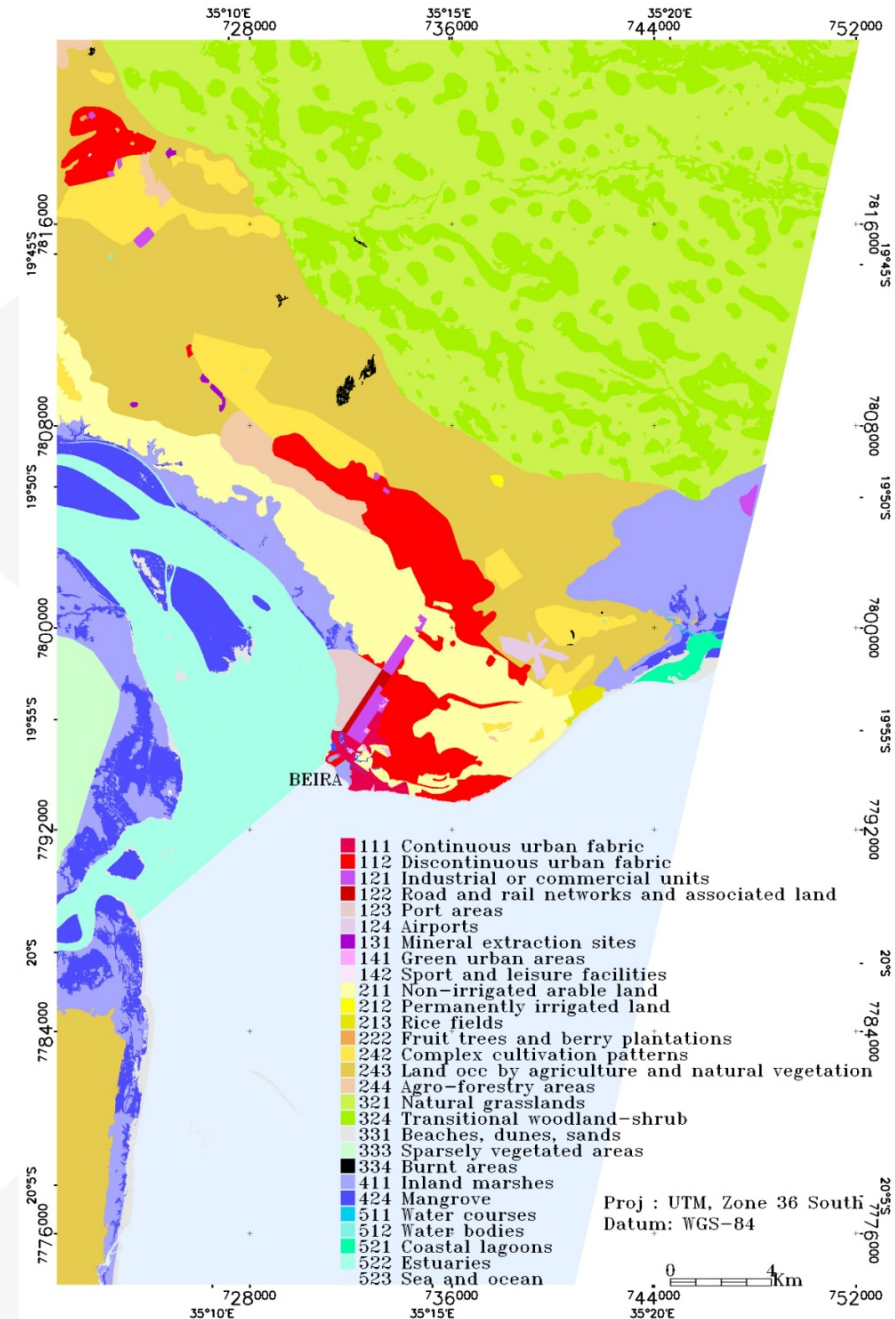 35°10'E 35°15'E 35°20'E
728000 736000 744000 752000
7816000 7816000
19°45'S 19°45'S
7808000 7808000
19°50'S 19°50'S
7800000 7800000
19°55'S 19°55'S
BEIRA
7792000 7792000
111 Continuous urban fabric
112 Discontinuous urban fabric
121 Industrial or commercial units
122 Road and rail networks and associated land
123 Port areas
124 Airports
131 Mineral extraction sites
20°S 20°S
141 Green urban areas
142 Sport and leisure facilities
211 Non-irrigated arable land
212 Permanently irrigated land
213 Rice fields
7784000 7784000
222 Fruit trees and berry plantations
242 Complex cultivation patterns
243 Land occ by agriculture and natural vegetation
244 Agro-forestry areas
321 Natural grasslands
324 Transitional woodland-shrub
331 Beaches, dunes, sands
333 Sparsely vegetated areas
334 Burnt areas
20°5'S 20°5'S
411 Inland marshes
424 Mangrove
Proj : UTM, Zone 36 South
511 Water courses
Datum: WGS-84
512 Water bodies
7776000 7776000
521 Coastal lagoons
522 Estuaries
0 4
Km
523 Sea and ocean
728000 736000 744000 752000
35°10'E 35°15'E 35°20'E